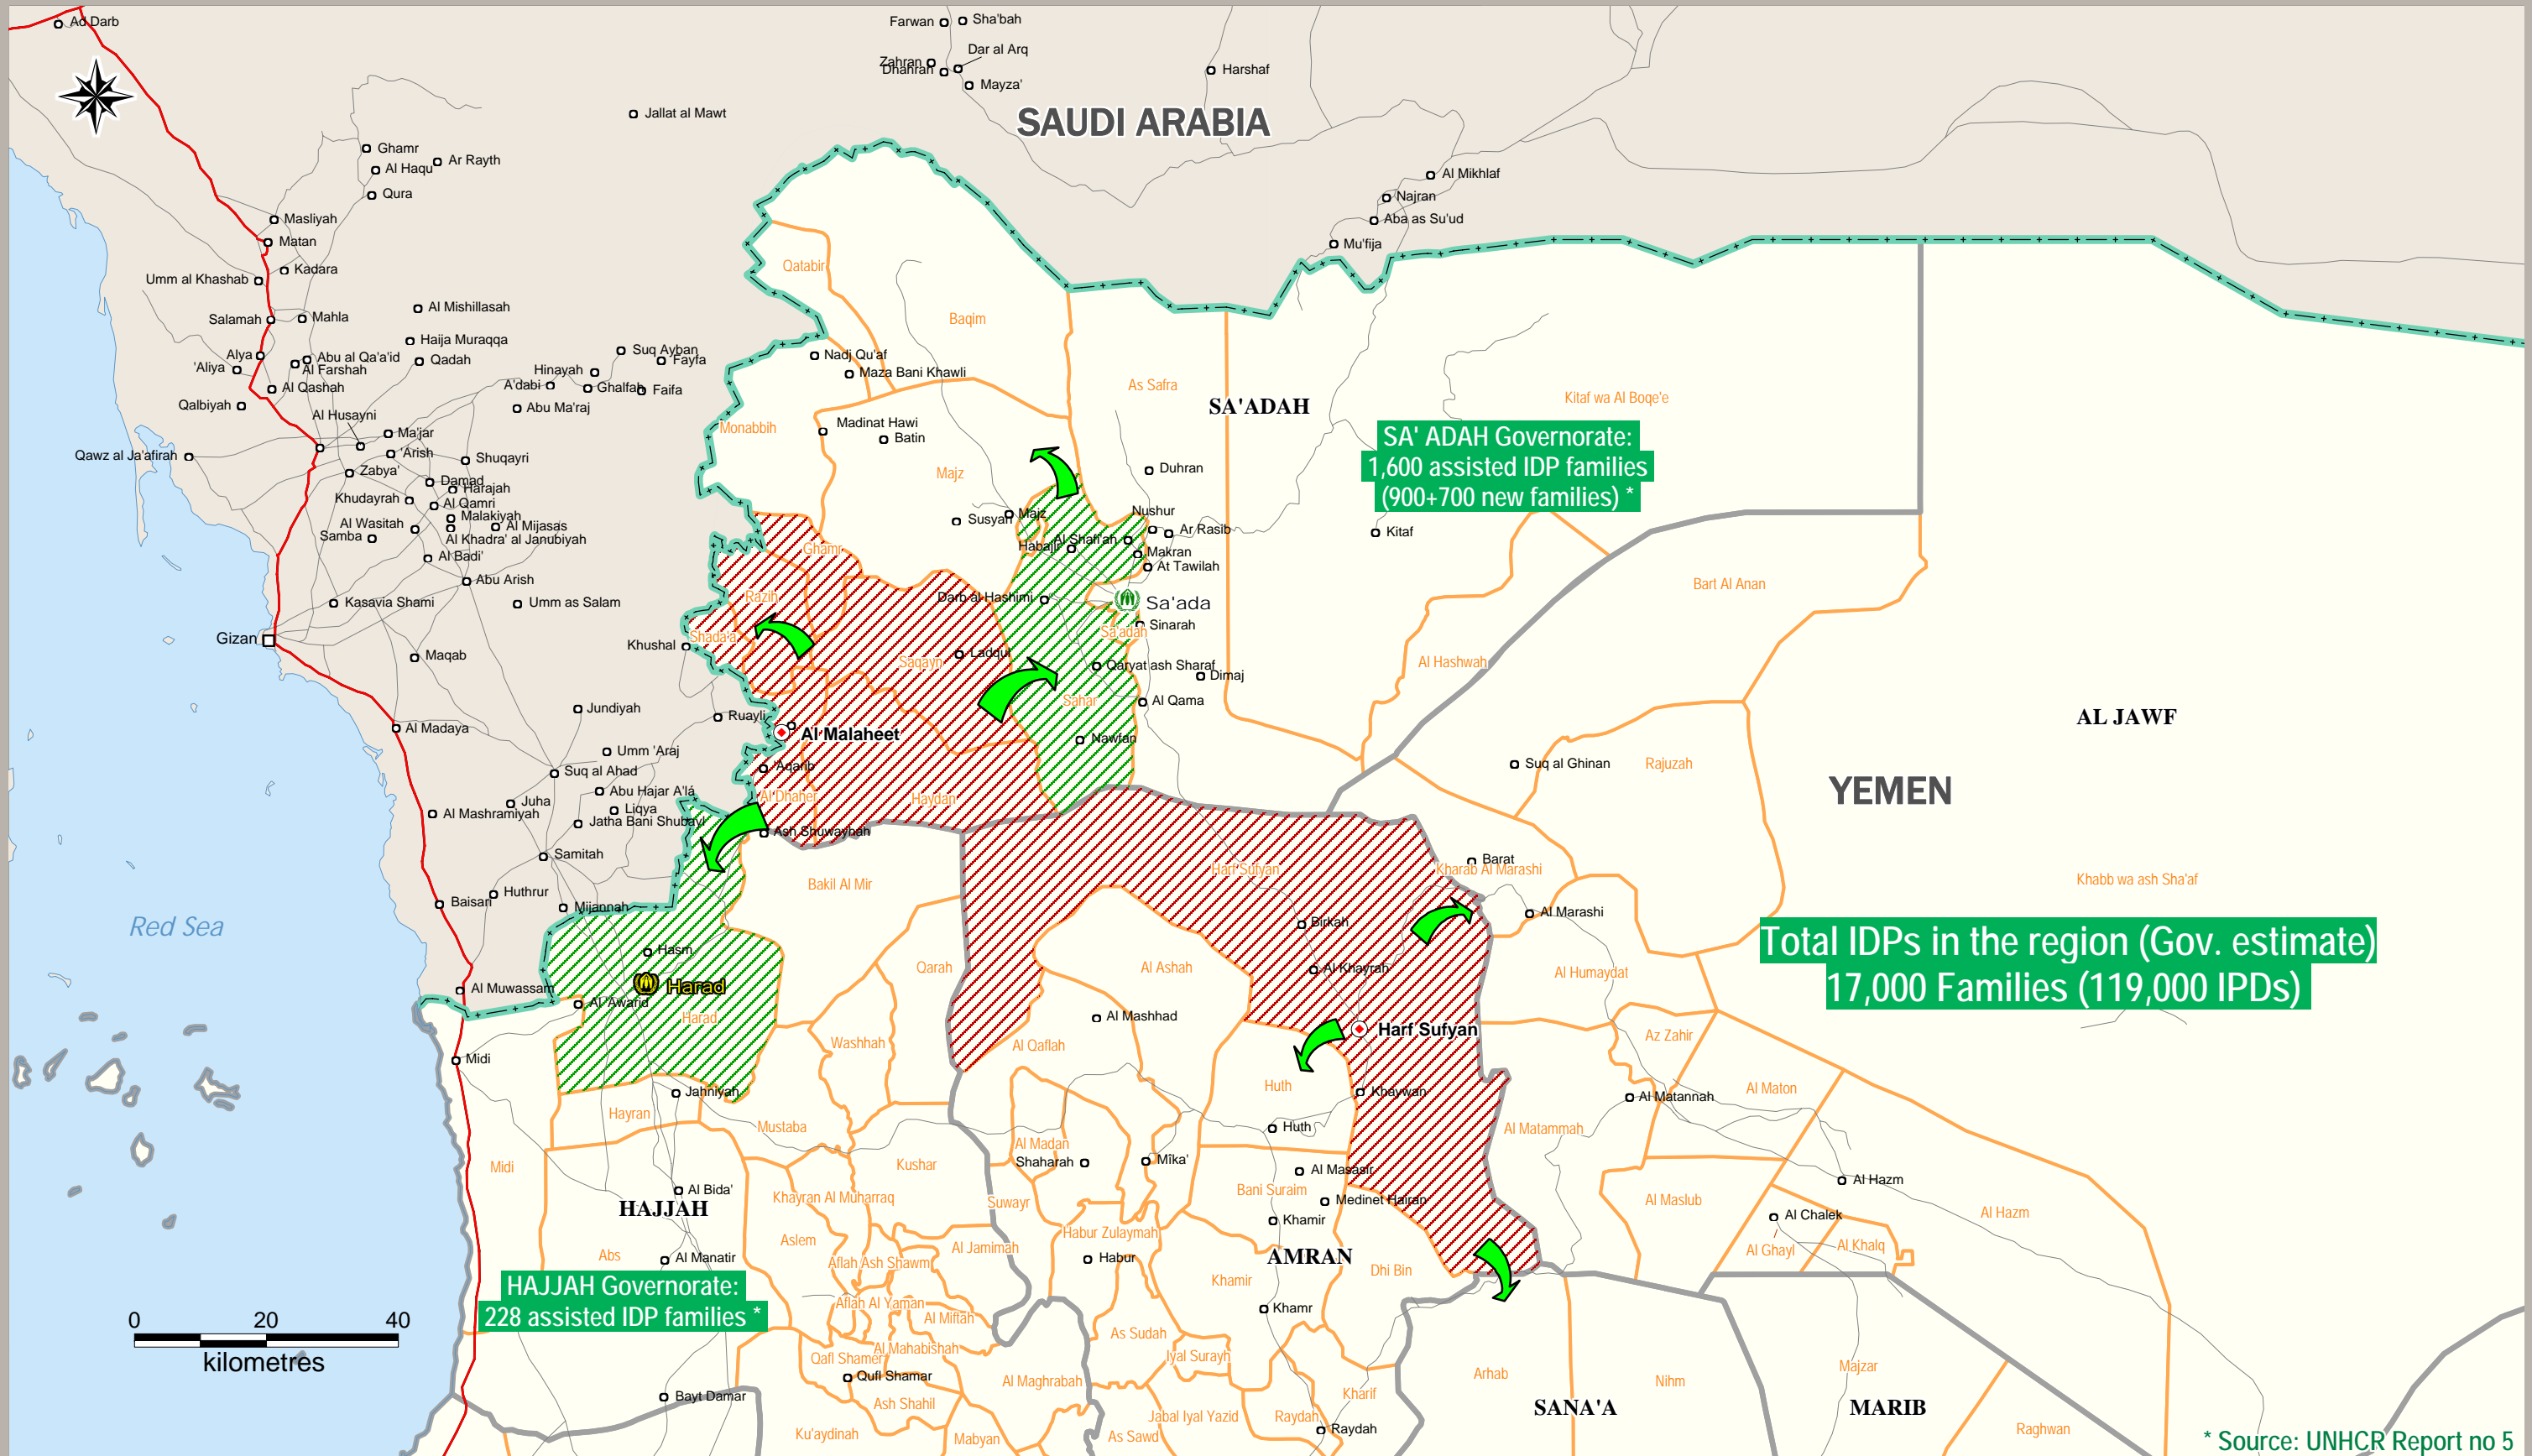 Ad Darb
Farwan
Sha'bah
Dar al Arq
Zahran
Dhahran
Mayza'
Harshaf
SAUDI ARABIA
Jallat al Mawt
Ghamr
Al Haqu
Ar Rayth
Qura
Al Mikhlaf
Najran
Aba as Su'ud
Mu'fija
Masliyah
Matan
Kadara
Umm al Khashab
Qatabir
Al Mishillasah
Salamah
Mahla
Baqim
Haija Muraqqa
Suq Ayban
Fayfa
Alya
Abu al Qa'a'id
Qadah
Nadj Qu'af
'Aliya
Al Farshah
Hinayah
Maza Bani Khawli
A'dabi
Ghalfah
Faifa
As Safra
Al Qashah
Kitaf wa Al Boqe'e
Qalbiyah
Abu Ma'raj
SA'ADAH
Al Husayni
Madinat Hawi
Monabbih
Ma'jar
Batin
SA' ADAH Governorate:
1,600 assisted IDP families
(900+700 new families) *
Qawz al Ja'afirah
'Arish
Shuqayri
Zabya'
Majz
Duhran
Damad
Harajah
Khudayrah
Al Qamri
Malakiyah
Majz
Nushur
Al Wasitah
Al Mijasas
Susyah
Ar Rasib
Kitaf
Samba
Al Khadra' al Janubiyah
Al Shafi'ah
Habajir
Ghamr
Makran
Al Badi'
At Tawilah
Abu Arish
Bart Al Anan
Razih
Darb al Hashimi
Sa'ada
Kasavia Shami
Umm as Salam
Sinarah
Sa'adah
Gizan
Shada'a
Khushal
Maqab
Saqayn
Ladqul
Qaryat ash Sharaf
Al Hashwah
Dimaj
Sahar
Al Qama
Jundiyah
Ruayli
AL JAWF
Al Madaya
Al Malaheet
Nawfan
Umm 'Araj
Suq al Ghinan
Rajuzah
Suq al Ahad
'Aqarib
YEMEN
Abu Hajar A'lá
Al Dhaher
Haydan
Juha
Liqya
Al Mashramiyah
Jatha Bani Shubayl
Ash Shuwaybah
Samitah
Barat
Harf Sufyan
Kharab Al Marashi
Bakil Al Mir
Khabb wa ash Sha'af
Huthrur
Baisari
Mijannah
Al Marashi
Red Sea
Birkah
Total IDPs in the region (Gov. estimate)
17,000 Families (119,000 IPDs)
Hasm
Qarah
Al Ashah
Al Khayrah
Al Humaydat
Harad
Al Muwassam
Al 'Awarid
Harad
Al Mashhad
Harf Sufyan
Az Zahir
Washhah
Al Qaflah
Midi
Huth
Jahniyah
Khaywan
Al Matannah
Al Maton
Hayran
Mustaba
Huth
Al Matammah
Al Madan
Midi
Kushar
Shaharah
Mika'
Al Masasir
Al Bida'
Khayran Al Muharraq
Suwayr
Bani Suraim
Medinet Hairan
Al Maslub
Al Hazm
HAJJAH
Khamir
Al Chalek
Al Hazm
Aslem
Habur Zulaymah
Abs
Al Manatir
Al Jamimah
Habur
AMRAN
Al Ghayl
Al Khalq
Aflah Ash Shawm
Dhi Bin
Khamir
HAJJAH Governorate:
228 assisted IDP families *
Aflah Al Yaman
Khamr
0 20 40
kilometres
Al Miftah
As Sudah
Al Mahabishah
Qafl Shamer
Iyal Surayh
Majzar
Qufl Shamar
Arhab
Nihm
Al Maghrabah
Bayt Damar
Kharif
Ash Shahil
SANA'A
MARIB
Jabal Iyal Yazid
Raydah
Raydah
Raghwan
Ku'aydinah
Mabyan
As Sawd
* Source: UNHCR Report no 5